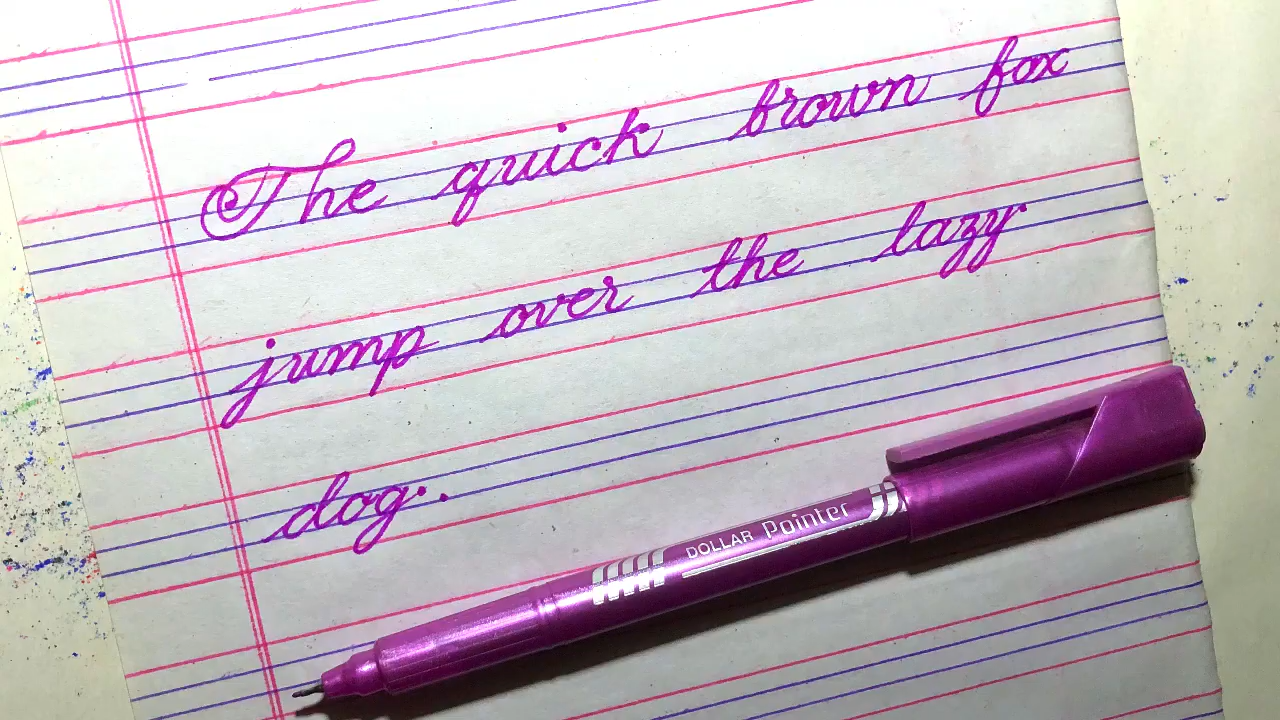 The quick brown fox
jump over the lazy
dog.
DOLLAR Pointer